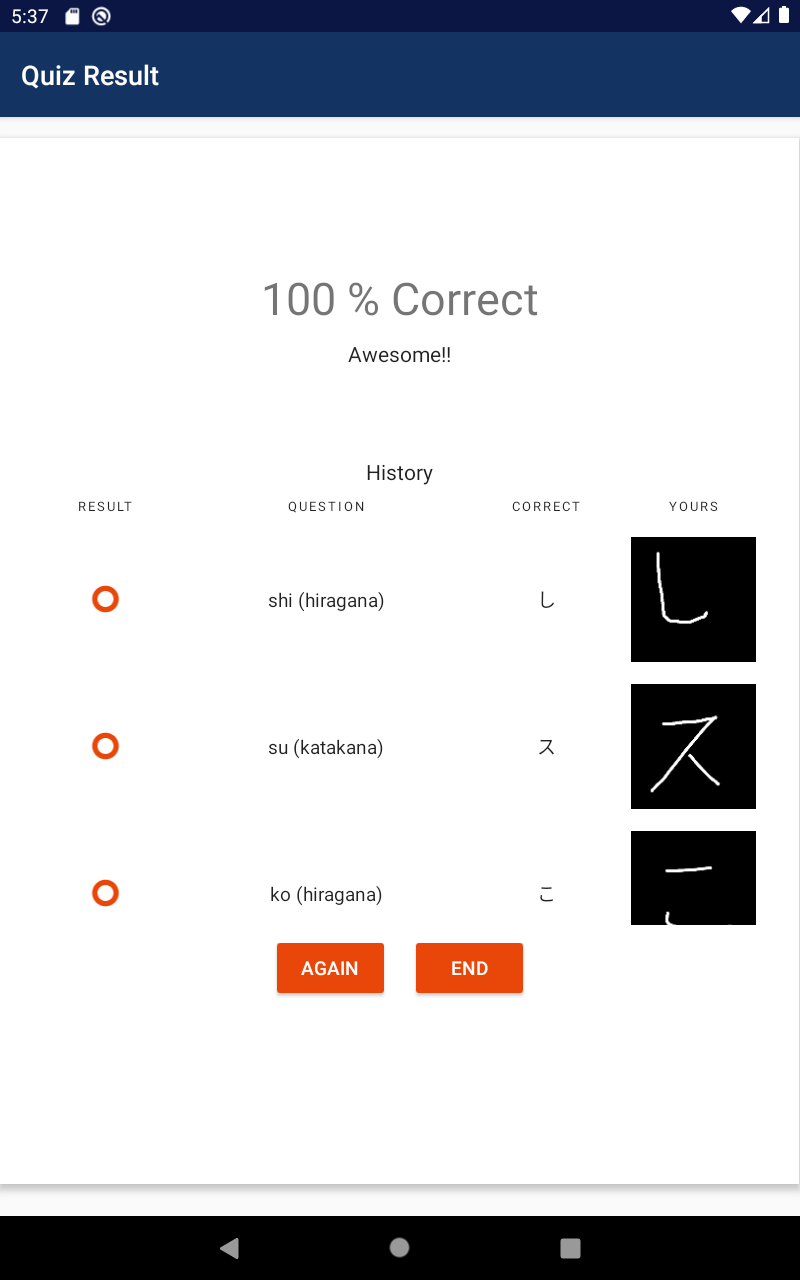 5:37
Quiz Result
100 % Correct
Awesome!!
History
RESULT QUESTION CORRECT YOURS
shi (hiragana) し し
su (katakana) ス ス
ko (hiragana) こ こ
AGAIN END